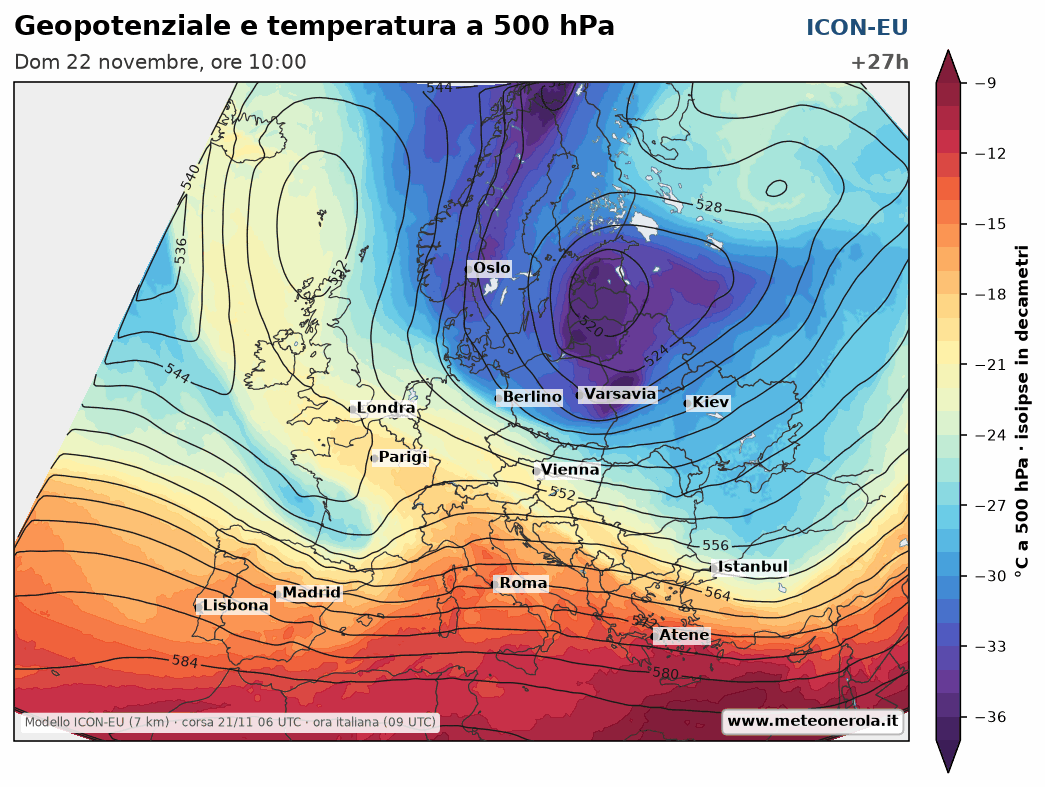 Geopotenziale e temperatura a 500 hPa
ICON-EU
Dom 22 novembre, ore 10:00
+27h
544
540
536
552
528
520
524
544
Oslo
Berlino
Varsavia
Kiev
Londra
Parigi
Vienna
552
556
Istanbul
564
Roma
Madrid
Lisbona
Atene
584
580
−9
−12
−15
−18
−21
−24
−27
−30
−33
−36
°C a 500 hPa · isoipse in decametri
Modello ICON-EU (7 km) · corsa 21/11 06 UTC · ora italiana (09 UTC)
www.meteonerola.it